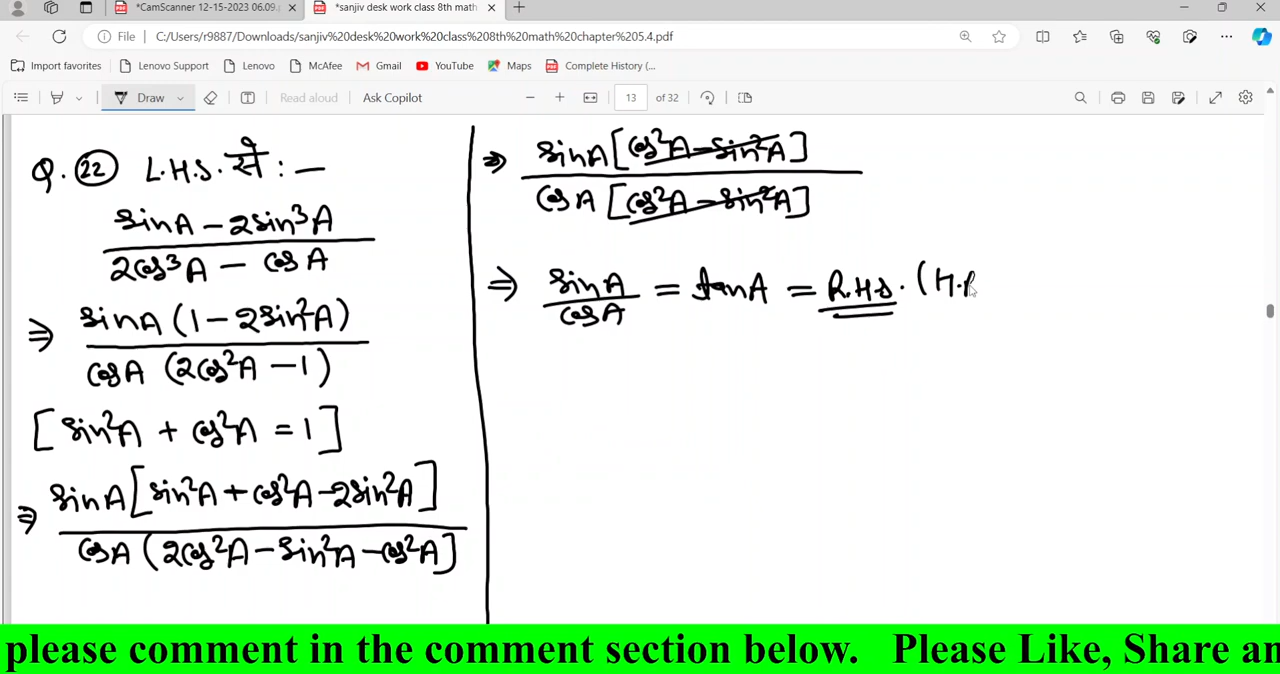 *CamScanner 12-15-2023 06.09.
*sanjiv desk work class 8th math
File
C:/Users/r9887/Downloads/sanjiv%20desk%20work%20class%208th%20math%20chapter%205.4.pdf
Import favorites
Lenovo Support
Lenovo
McAfee
Gmail
YouTube
Maps
Complete History (...
Draw
Read aloud
Ask Copilot
13 of 32
Q. 22 L.H.S. से : —
sinA − 2sin³A
2cos³A − cosA
⇒ sinA (1 − 2sin²A)
cosA (2cos²A − 1)
[sin²A + cos²A = 1]
⇒ sinA [sin²A + cos²A − 2sin²A]
cosA (2cos²A − sin²A − cos²A]
⇒ sinA [cos²A − sin²A]
cosA [cos²A − sin²A]
⇒ sinA = tanA = R.H.S. (H.P
cosA
please comment in the comment section below. Please Like, Share an